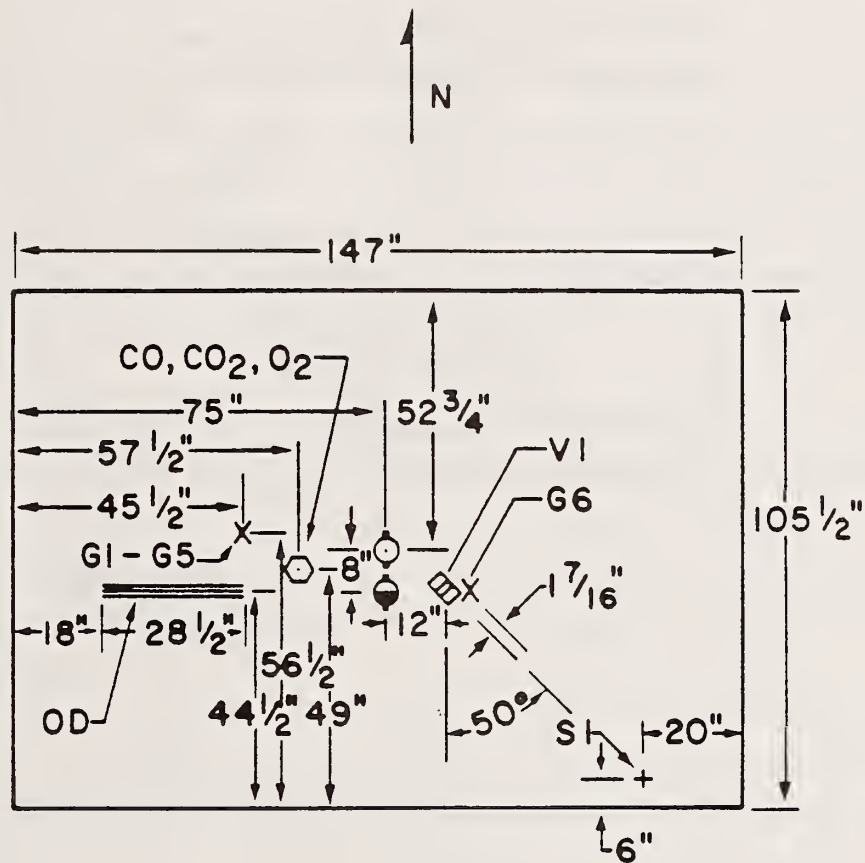 N
147"
CO, CO2, O2
75"
52 3/4"
57 1/2"
V1
45 1/2"
G6
105 1/2"
G1-G5
8"
1 7/16"
18"
28 1/2"
12"
56 1/2"
OD
44 1/2"
49"
50°
S1
20"
6"